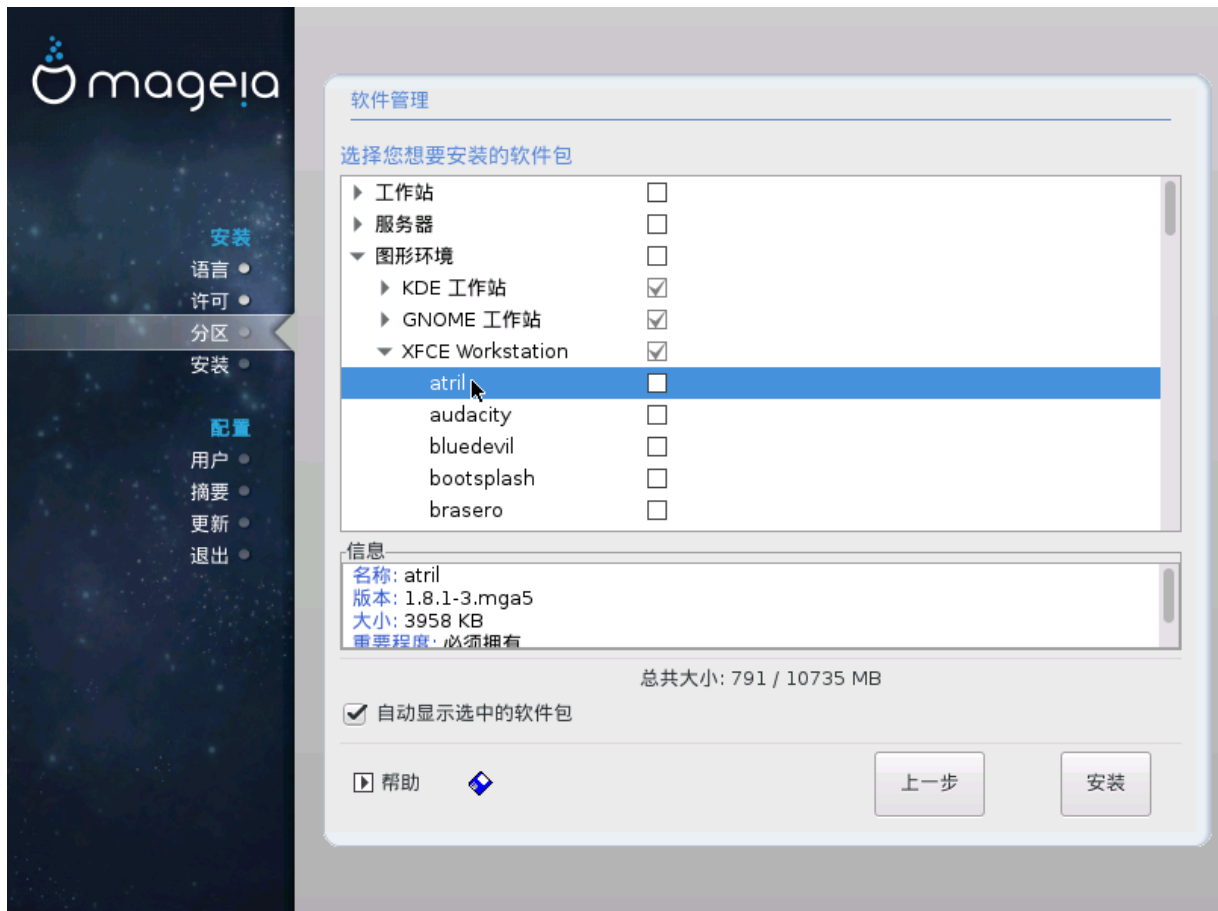 mageia
安装
语言
许可
分区
安装
配置
用户
摘要
更新
退出
软件管理
选择您想要安装的软件包
工作站
服务器
图形环境
KDE 工作站
GNOME 工作站
XFCE Workstation
atril
audacity
bluedevil
bootsplash
brasero
信息
名称: atril
版本: 1.8.1-3.mga5
大小: 3958 KB
重要程度: 必须拥有
总共大小: 791 / 10735 MB
自动显示选中的软件包
帮助
上一步
安装